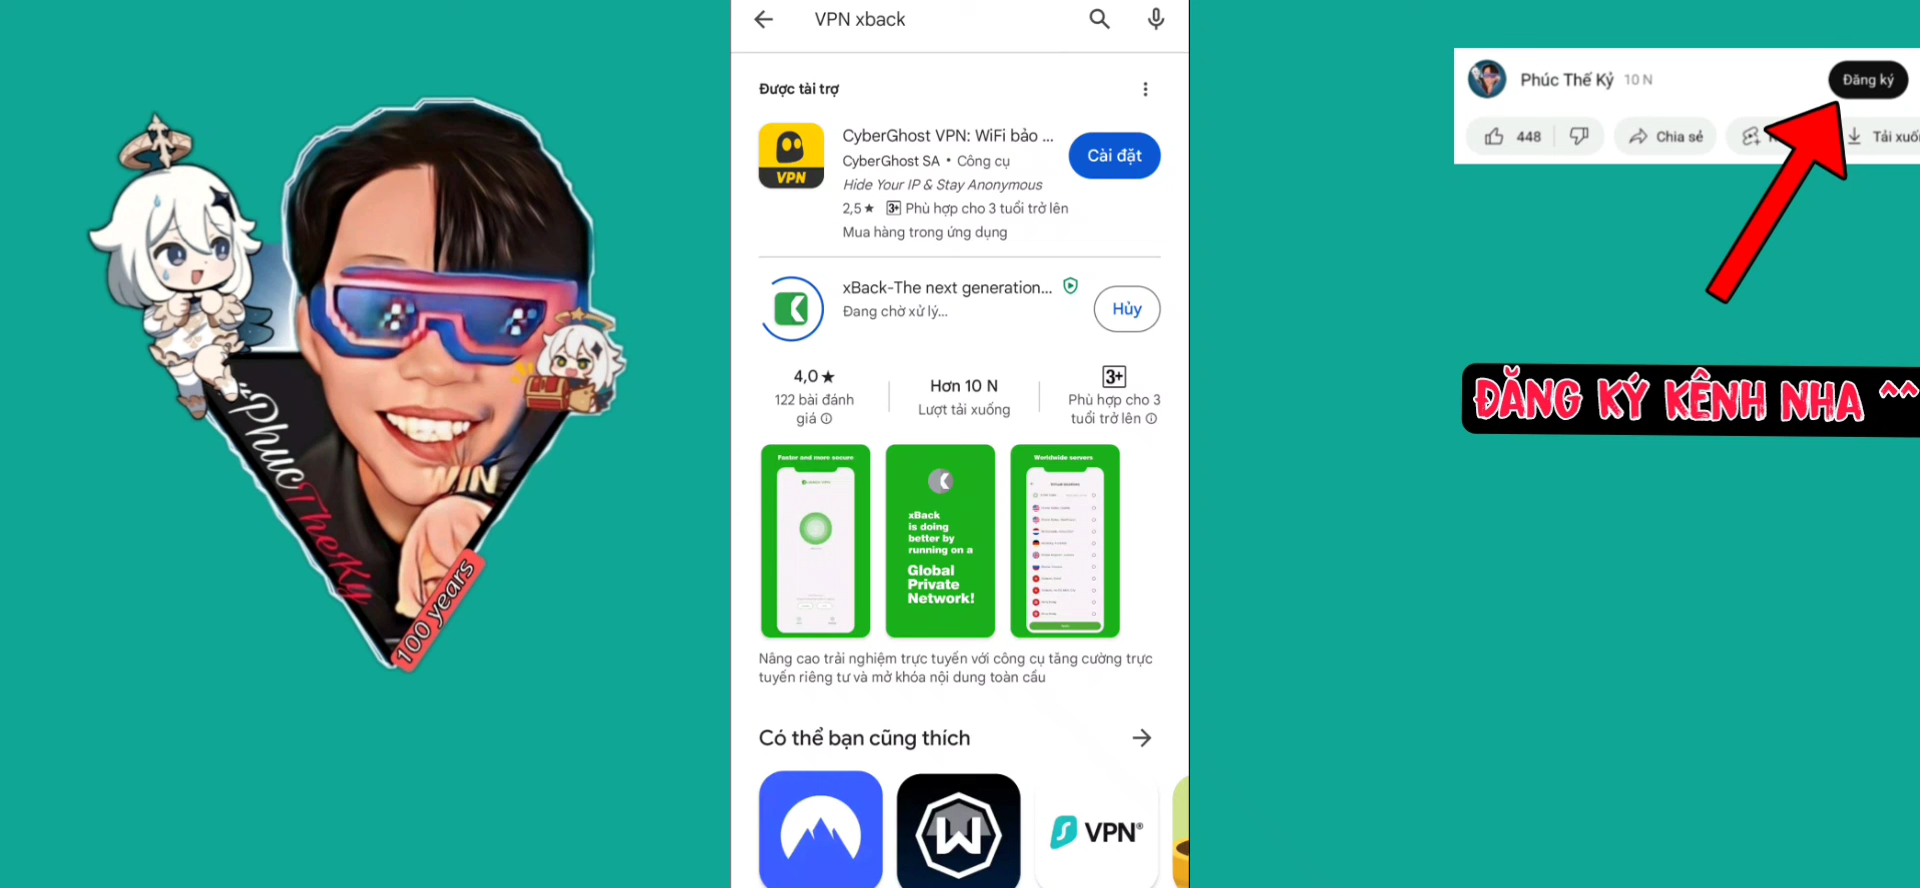 VPN xback
Được tài trợ
CyberGhost VPN: WiFi bảo ...
CyberGhost SA • Công cụ
Hide Your IP & Stay Anonymous
2,5★ 3+ Phù hợp cho 3 tuổi trở lên
Mua hàng trong ứng dụng
Cài đặt
VPN
xBack-The next generation...
Đang chờ xử lý...
Hủy
4,0★
122 bài đánh
giá
Hơn 10 N
Lượt tải xuống
3+
Phù hợp cho 3
tuổi trở lên
Faster and more secure
xBack
is doing
better by
running on a
Global
Private
Network!
Worldwide servers
Nâng cao trải nghiệm trực tuyến với công cụ tăng cường trực
tuyến riêng tư và mở khóa nội dung toàn cầu
Có thể bạn cũng thích
W
VPN
"PhucTheKy
WIN
100 years
Phúc Thế Kỷ 10 N
Đăng ký
448
Chia sẻ
Tải xuố
ĐĂNG KÝ KÊNH NHA ^^